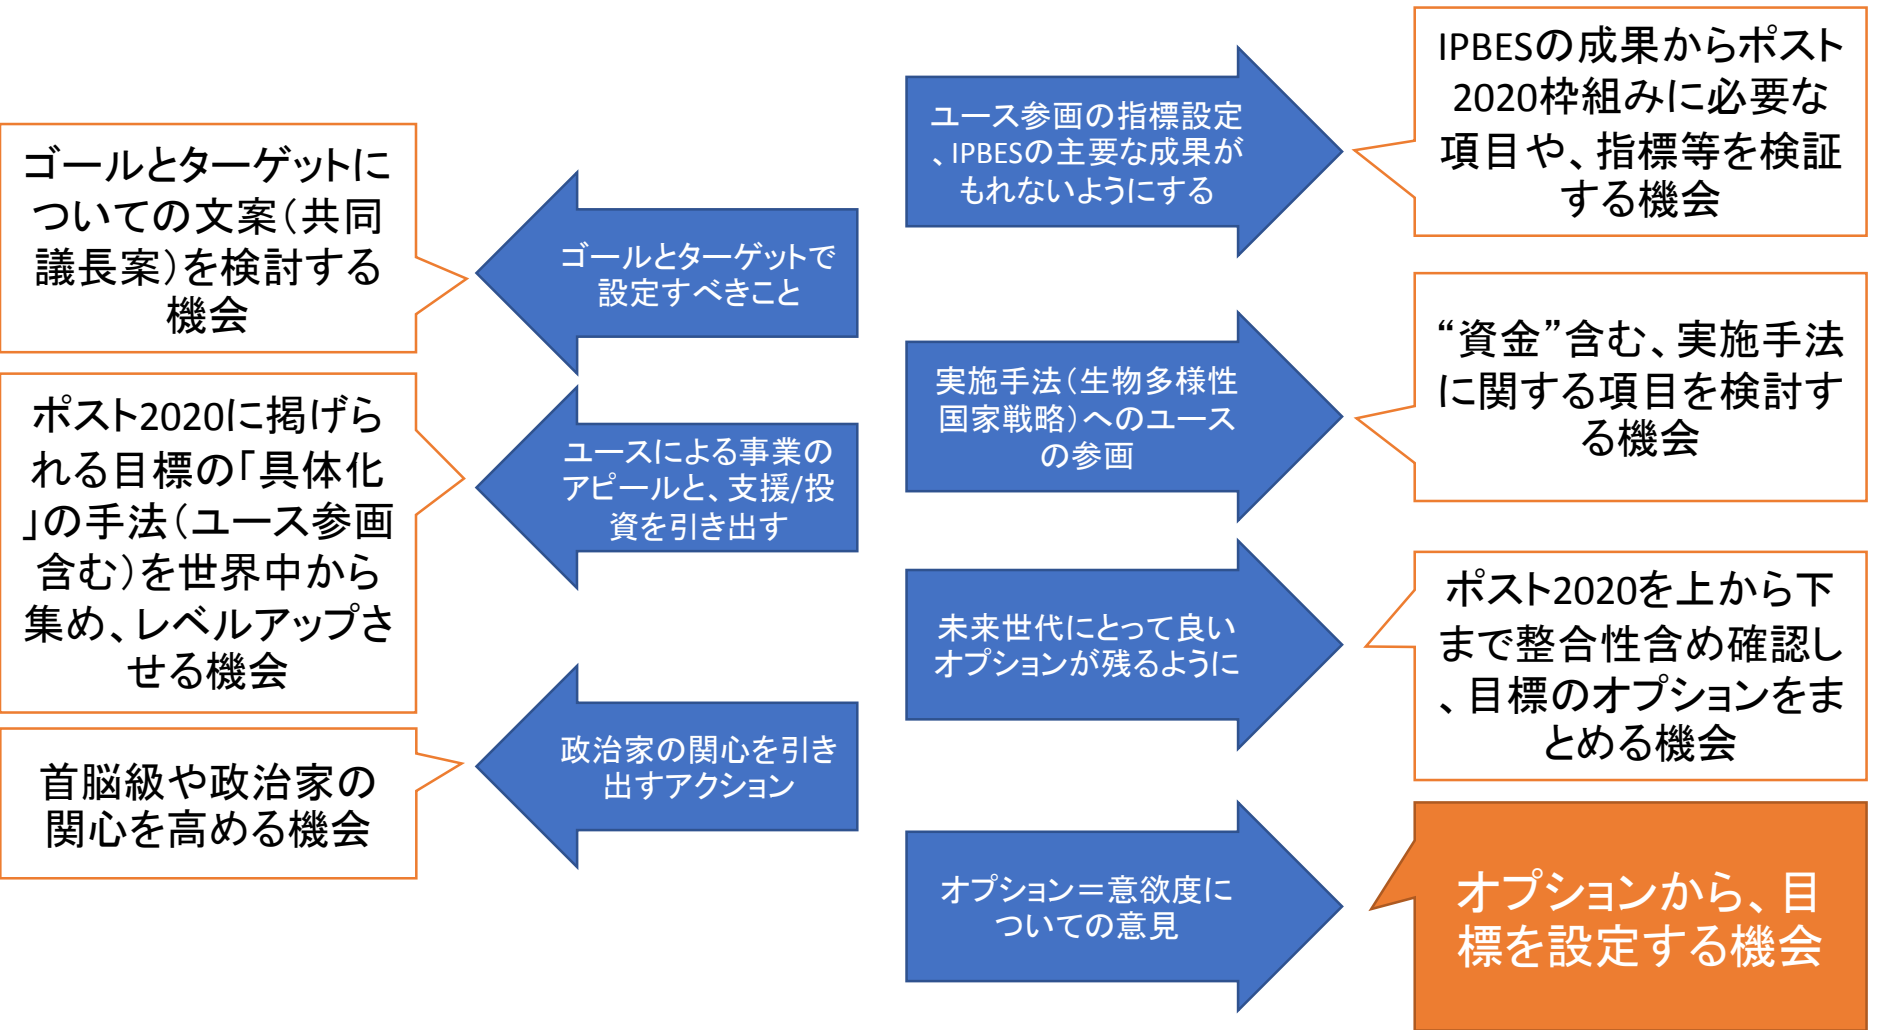 ゴールとターゲットに
ついての文案（共同
議長案）を検討する
機会
ゴールとターゲットで
設定すべきこと
ポスト2020に掲げら
れる目標の「具体化
」の手法（ユース参画
含む）を世界中から
集め、レベルアップさ
せる機会
ユースによる事業の
アピールと、支援/投
資を引き出す
首脳級や政治家の
関心を高める機会
政治家の関心を引き
出すアクション
ユース参画の指標設定
、IPBESの主要な成果が
もれないようにする
IPBESの成果からポスト
2020枠組みに必要な
項目や、指標等を検証
する機会
実施手法（生物多様性
国家戦略）へのユース
の参画
“資金”含む、実施手法
に関する項目を検討す
る機会
未来世代にとって良い
オプションが残るように
ポスト2020を上から下
まで整合性含め確認し
、目標のオプションをま
とめる機会
オプション＝意欲度に
ついての意見
オプションから、目
標を設定する機会